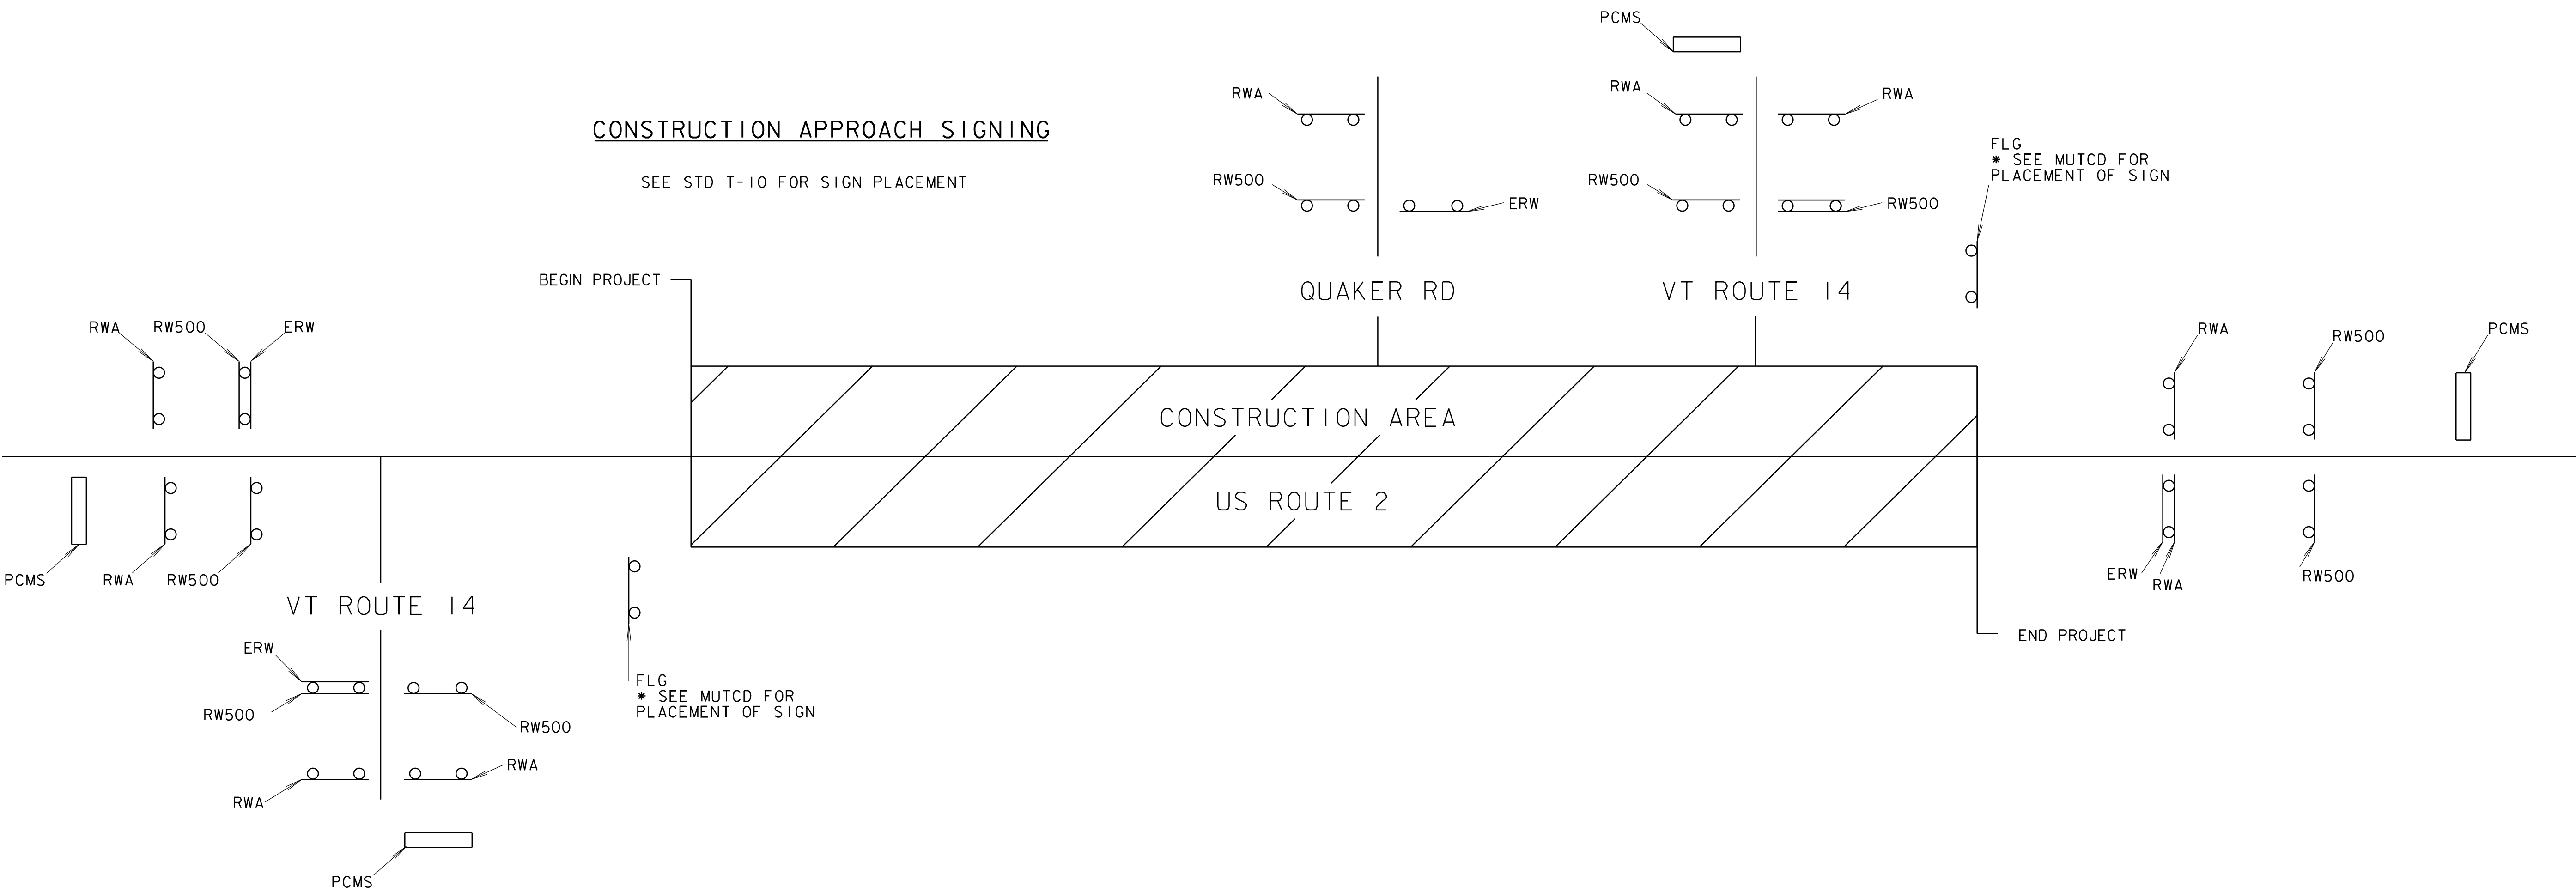 PCMS
RWA
RWA
RWA
CONSTRUCTION APPROACH SIGNING
FLG
* SEE MUTCD FOR
PLACEMENT OF SIGN
SEE STD T-10 FOR SIGN PLACEMENT
RW500
ERW
RW500
RW500
BEGIN PROJECT
QUAKER RD
VT ROUTE 14
RWA
RW500
ERW
RWA
RW500
PCMS
CONSTRUCTION AREA
US ROUTE 2
PCMS
RWA
RW500
ERW
RWA
RW500
VT ROUTE 14
END PROJECT
ERW
FLG
* SEE MUTCD FOR
PLACEMENT OF SIGN
RW500
RW500
RWA
RWA
PCMS